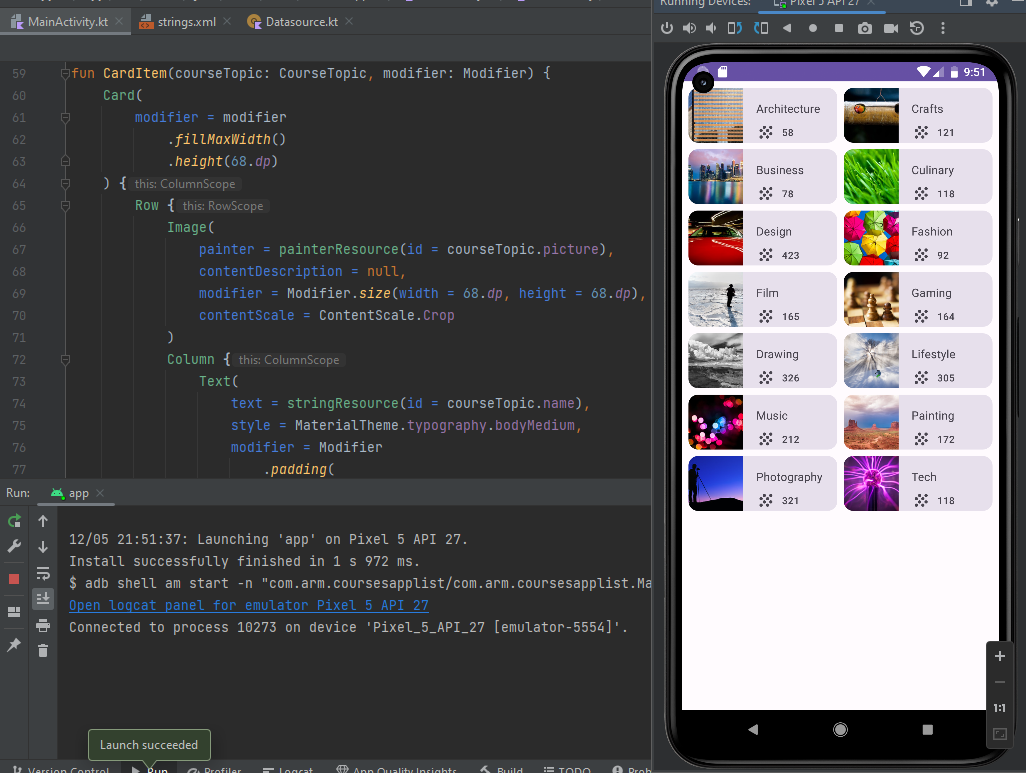 Running Devices: Pixel 5 API 27
MainActivity.kt strings.xml Datasource.kt
59 fun CardItem(courseTopic: CourseTopic, modifier: Modifier) {
60 Card(
61 modifier = modifier
62 .fillMaxWidth()
63 .height(68.dp)
64 ) { this: ColumnScope
65 Row { this: RowScope
66 Image(
67 painter = painterResource(id = courseTopic.picture),
68 contentDescription = null,
69 modifier = Modifier.size(width = 68.dp, height = 68.dp),
70 contentScale = ContentScale.Crop
71 )
72 Column { this: ColumnScope
73 Text(
74 text = stringResource(id = courseTopic.name),
75 style = MaterialTheme.typography.bodyMedium,
76 modifier = Modifier
77 .padding(
Run: app
12/05 21:51:37: Launching 'app' on Pixel 5 API 27.
Install successfully finished in 1 s 972 ms.
$ adb shell am start -n "com.arm.coursesapplist/com.arm.coursesapplist.Ma
Open logcat panel for emulator Pixel 5 API 27
Connected to process 10273 on device 'Pixel_5_API_27 [emulator-5554]'.
Launch succeeded
Version Control Run Profiler Logcat App Quality Insights Build TODO Prob
9:51
Architecture
58
Crafts
121
Business
78
Culinary
118
Design
423
Fashion
92
Film
165
Gaming
164
Drawing
326
Lifestyle
305
Music
212
Painting
172
Photography
321
Tech
118
1:1